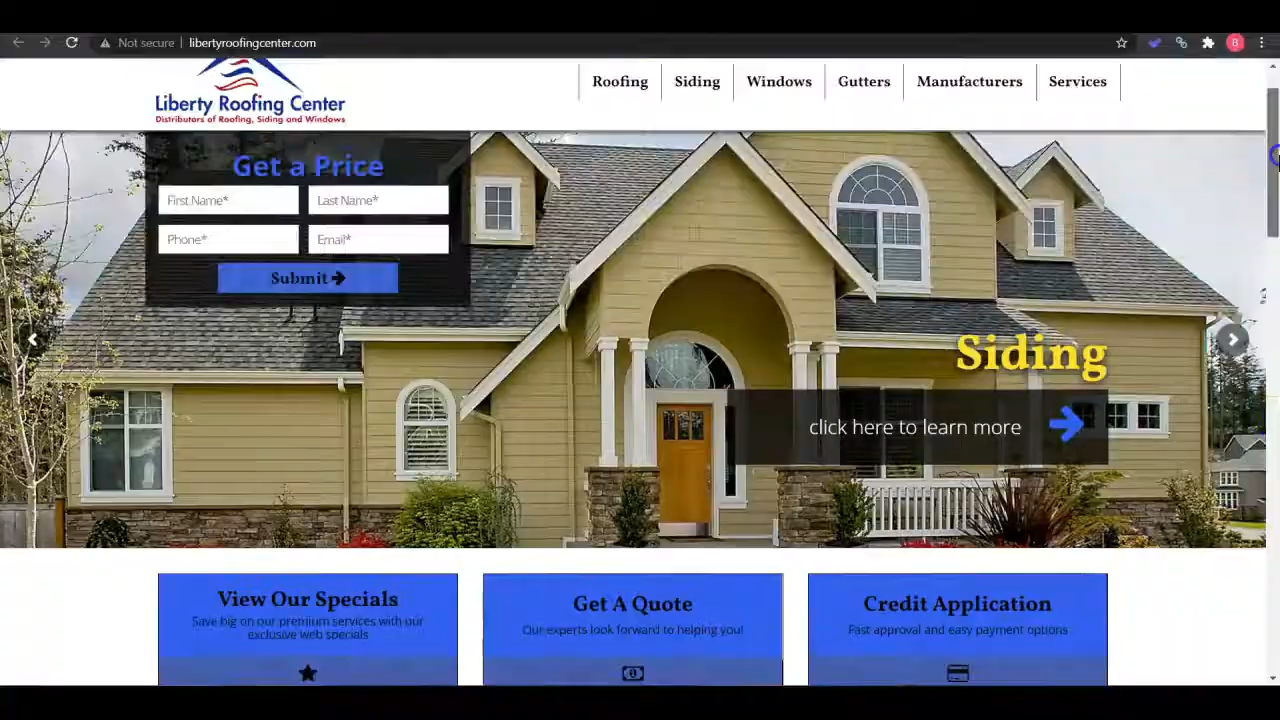 Not secure libertyroofingcenter.com
B
Liberty Roofing Center
Distributors of Roofing, Siding and Windows
Roofing Siding Windows Gutters Manufacturers Services
Get a Price
First Name* Last Name*
Phone* Email*
Submit
Siding
click here to learn more
View Our Specials
Save big on our premium services with our
exclusive web specials
Get A Quote
Our experts look forward to helping you!
Credit Application
Fast approval and easy payment options